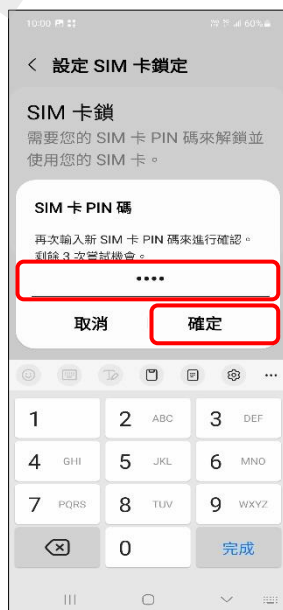 10:00
60%
設定 SIM 卡鎖定
SIM 卡鎖
需要您的 SIM 卡 PIN 碼來解鎖並
使用您的 SIM 卡。
SIM 卡 PIN 碼
再次輸入新 SIM 卡 PIN 碼來進行確認。
剩餘 3 次嘗試機會。
••••
取消 確定
1 2 ABC 3 DEF
4 GHI 5 JKL 6 MNO
7 PQRS 8 TUV 9 WXYZ
0 完成